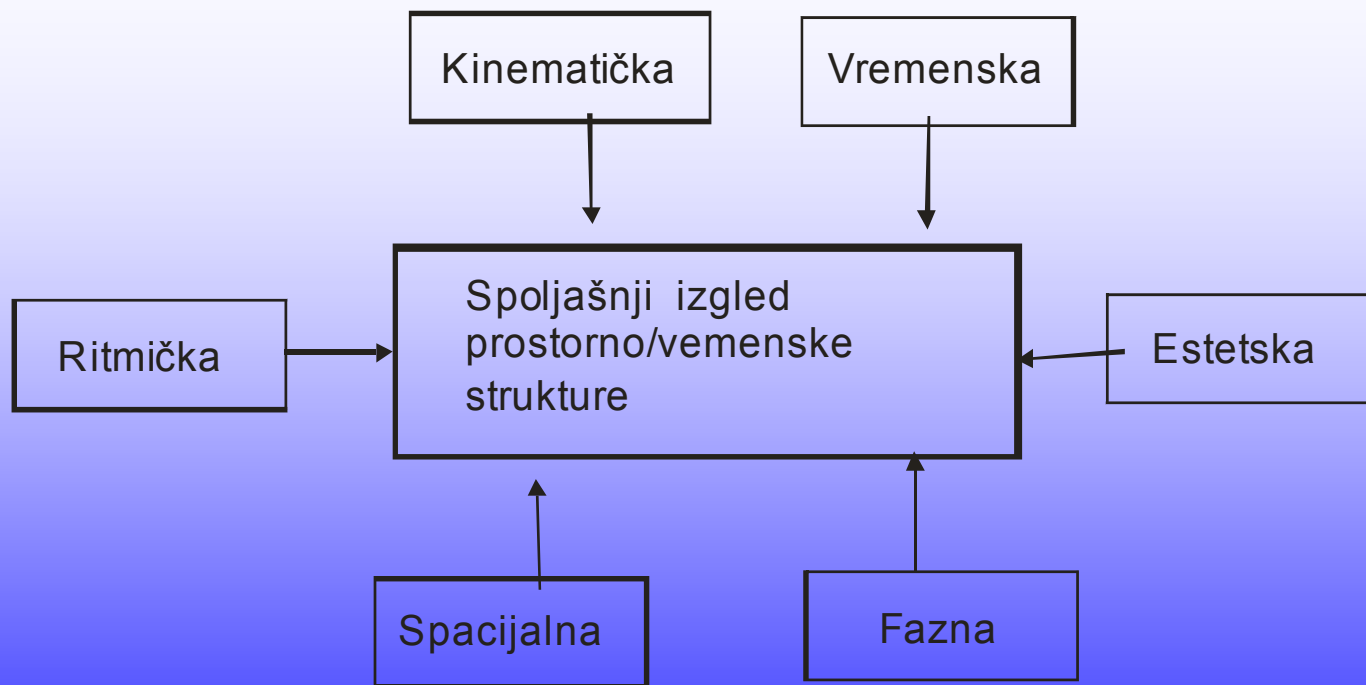 Kinematička
Vremenska
Spoljašnji izgled
prostorno/vemenske
strukture
Ritmička
Estetska
Spacijalna
Fazna